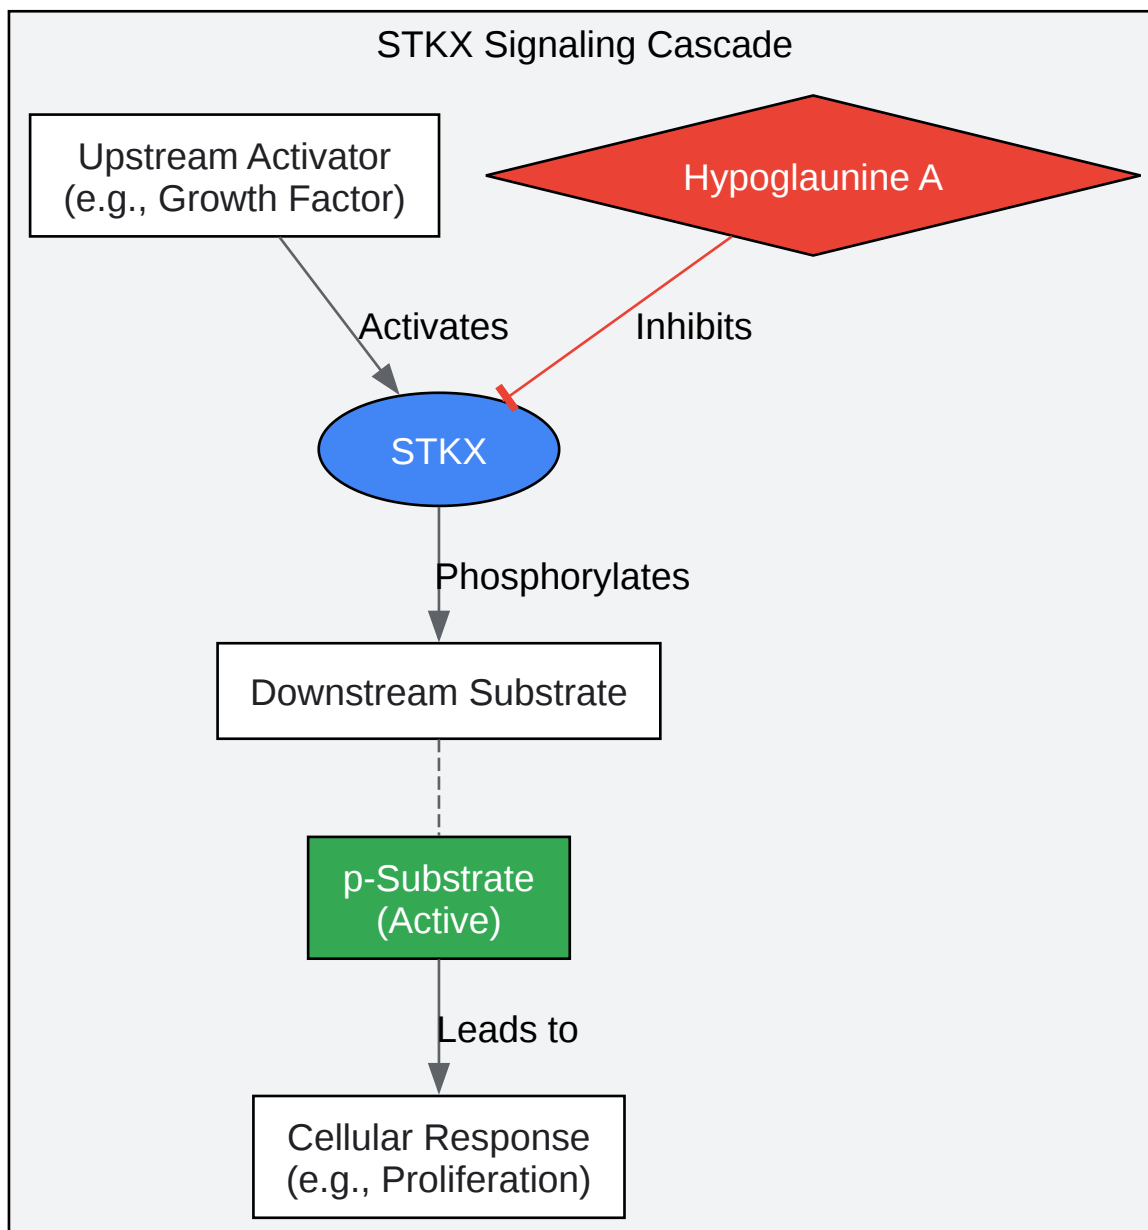 STKX Signaling Cascade
Upstream Activator
(e.g., Growth Factor)
Hypoglaunine A
Activates
Inhibits
STKX
Phosphorylates
Downstream Substrate
p-Substrate
(Active)
Leads to
Cellular Response
(e.g., Proliferation)